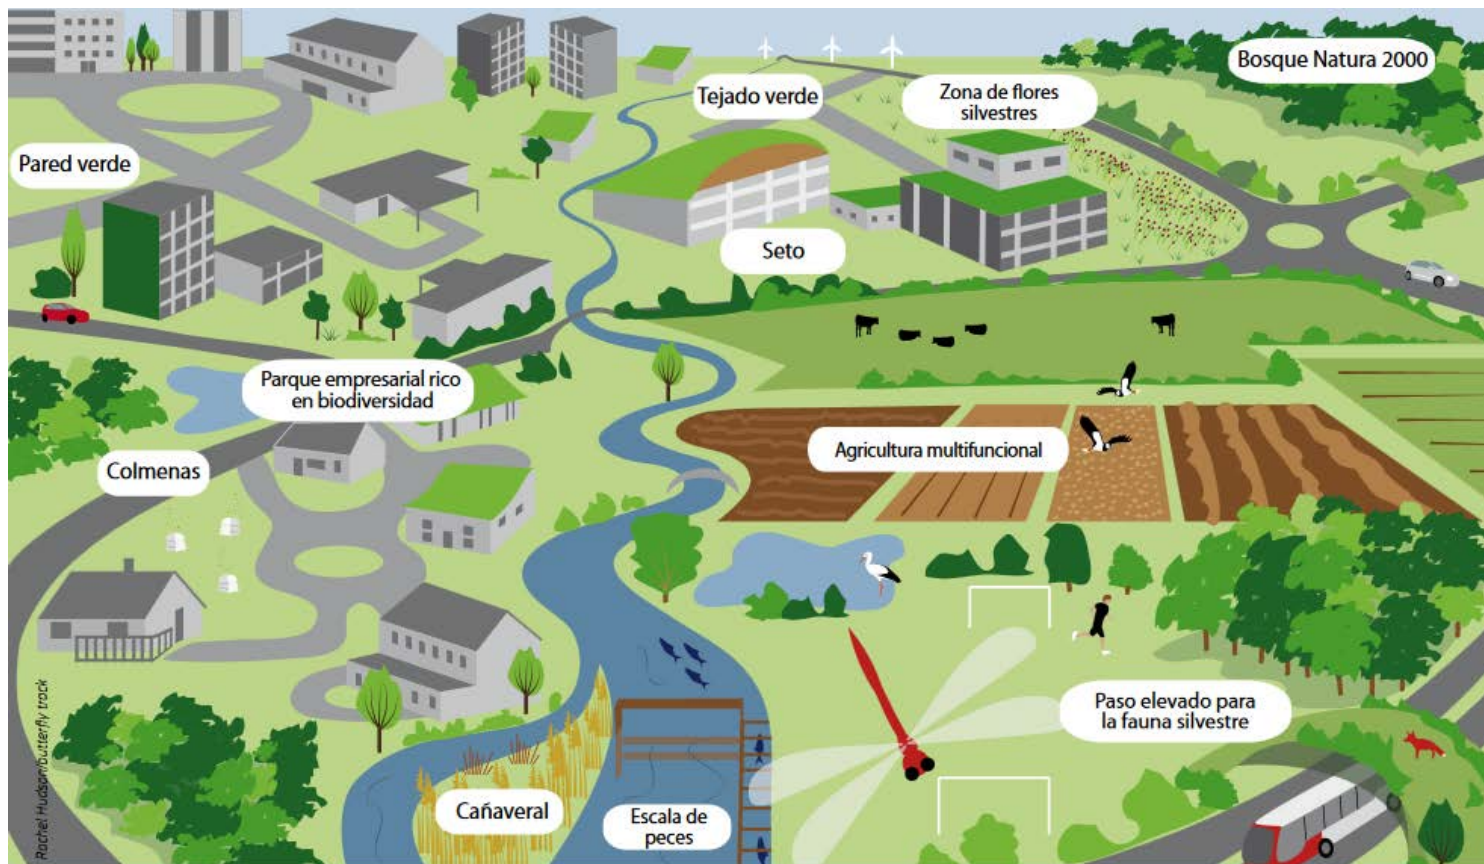 Bosque Natura 2000
Tejado verde
Zona de flores
silvestres
Pared verde
Seto
Parque empresarial rico
en biodiversidad
Agricultura multifuncional
Colmenas
Paso elevado para
la fauna silvestre
Cañaveral
Escala de
peces
Rachel Hudson/butterfly track